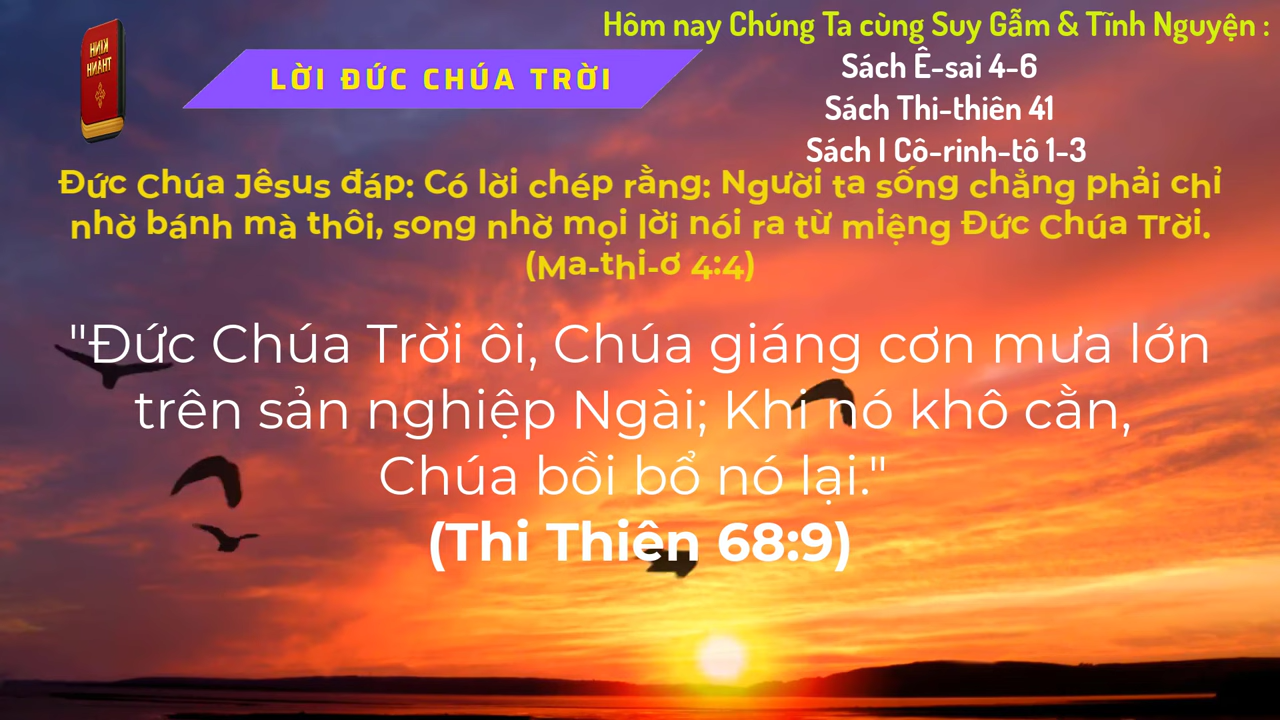 Hôm nay Chúng Ta cùng Suy Gẫm & Tĩnh Nguyện :
Sách Ê-sai 4-6
Sách Thi-thiên 41
Sách I Cô-rinh-tô 1-3
KINH
THÁNH
LỜI ĐỨC CHÚA TRỜI
Đức Chúa Jêsus đáp: Có lời chép rằng: Người ta sống chẳng phải chỉ
nhờ bánh mà thôi, song nhờ mọi lời nói ra từ miệng Đức Chúa Trời.
(Ma-thi-ơ 4:4)
"Đức Chúa Trời ôi, Chúa giáng cơn mưa lớn
trên sản nghiệp Ngài; Khi nó khô cằn,
Chúa bồi bổ nó lại."
(Thi Thiên 68:9)